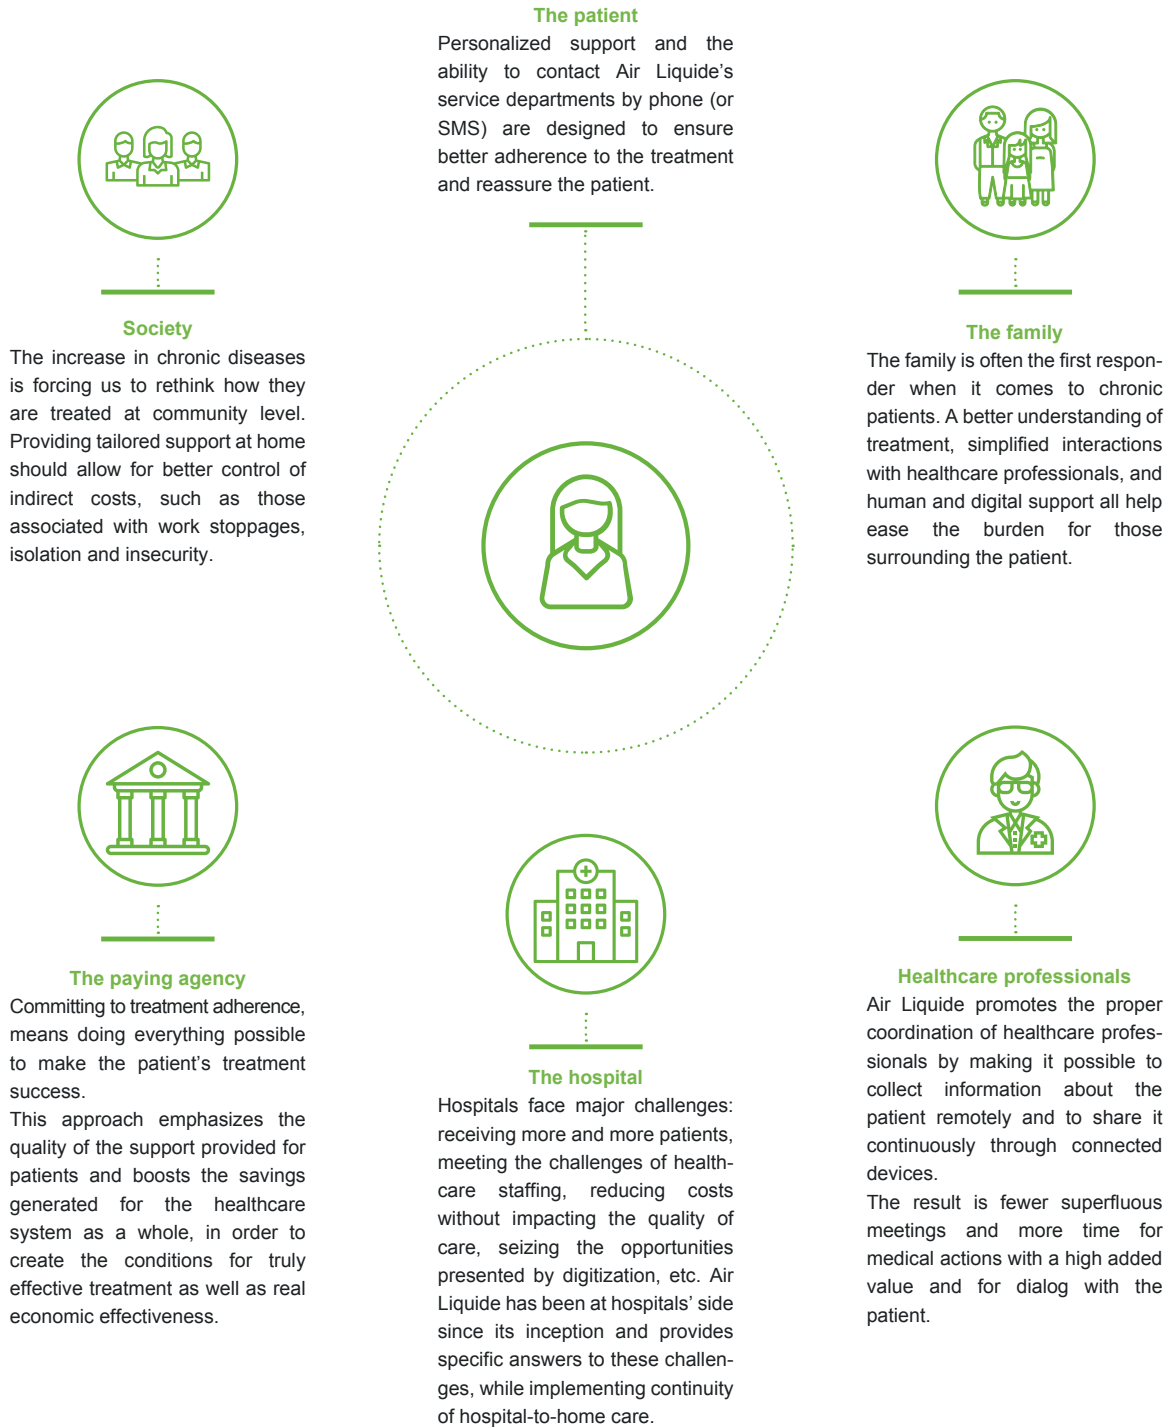 The patient
Personalized support and the
ability to contact Air Liquide’s
service departments by phone (or
SMS) are designed to ensure
better adherence to the treatment
and reassure the patient.
Society
The increase in chronic diseases
is forcing us to rethink how they
are treated at community level.
Providing tailored support at home
should allow for better control of
indirect costs, such as those
associated with work stoppages,
isolation and insecurity.
The family
The family is often the first respon-
der when it comes to chronic
patients. A better understanding of
treatment, simplified interactions
with healthcare professionals, and
human and digital support all help
ease the burden for those
surrounding the patient.
The paying agency
Committing to treatment adherence,
means doing everything possible
to make the patient’s treatment
success.
This approach emphasizes the
quality of the support provided for
patients and boosts the savings
generated for the healthcare
system as a whole, in order to
create the conditions for truly
effective treatment as well as real
economic effectiveness.
The hospital
Hospitals face major challenges:
receiving more and more patients,
meeting the challenges of health-
care staffing, reducing costs
without impacting the quality of
care, seizing the opportunities
presented by digitization, etc. Air
Liquide has been at hospitals’ side
since its inception and provides
specific answers to these challen-
ges, while implementing continuity
of hospital-to-home care.
Healthcare professionals
Air Liquide promotes the proper
coordination of healthcare profes-
sionals by making it possible to
collect information about the
patient remotely and to share it
continuously through connected
devices.
The result is fewer superfluous
meetings and more time for
medical actions with a high added
value and for dialog with the
patient.